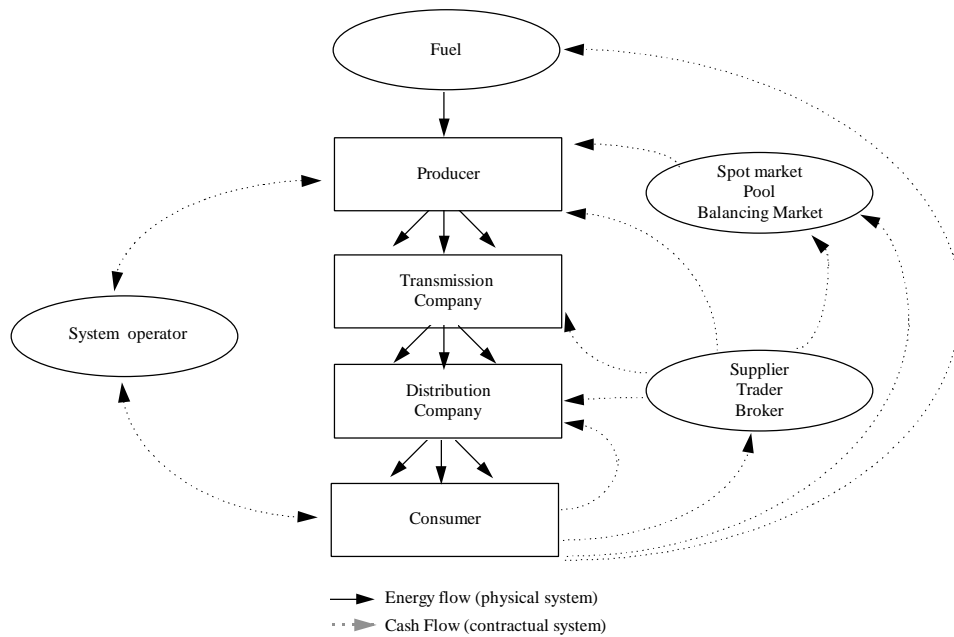 Fuel
Producer
Spot market
Pool
Balancing Market
Transmission
Company
System operator
Supplier
Trader
Broker
Distribution
Company
Consumer
Energy flow (physical system)
Cash Flow (contractual system)